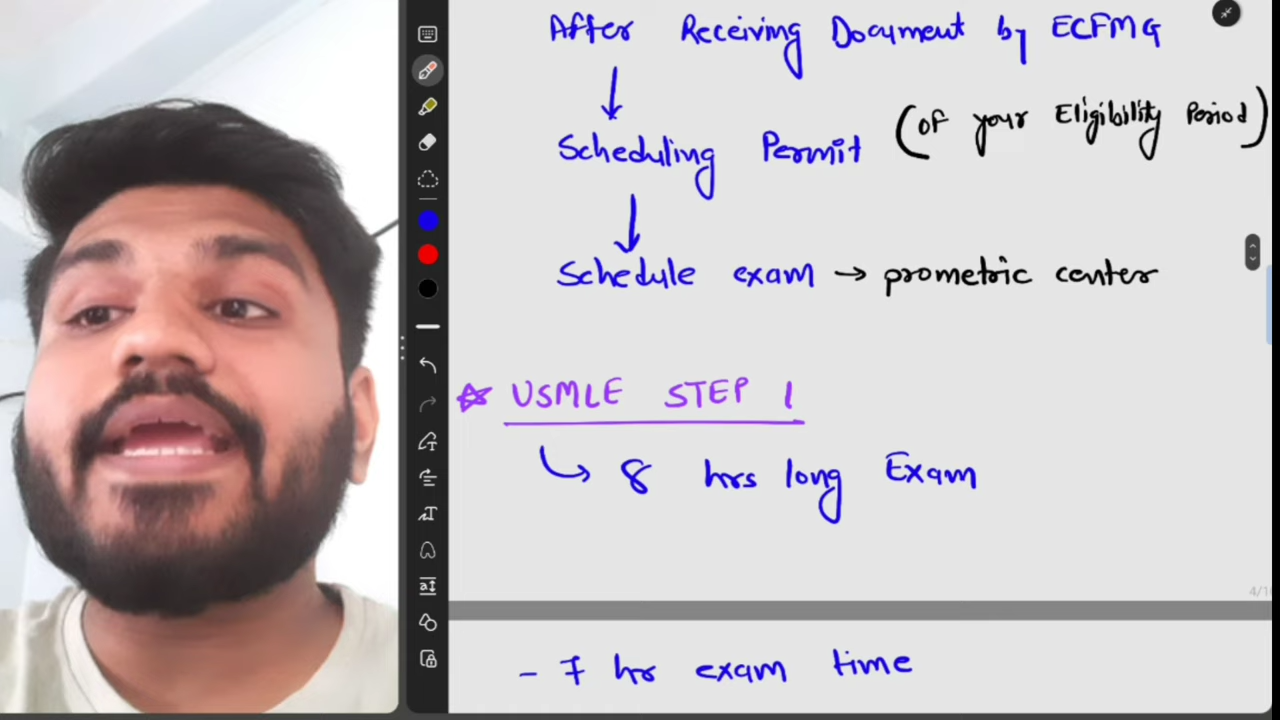 After Receiving Document by ECFMG
Scheduling Permit (of your Eligibility Period)
Schedule exam → prometric center
☆ USMLE STEP 1
↳ 8 hrs long Exam
- 7 hr exam time